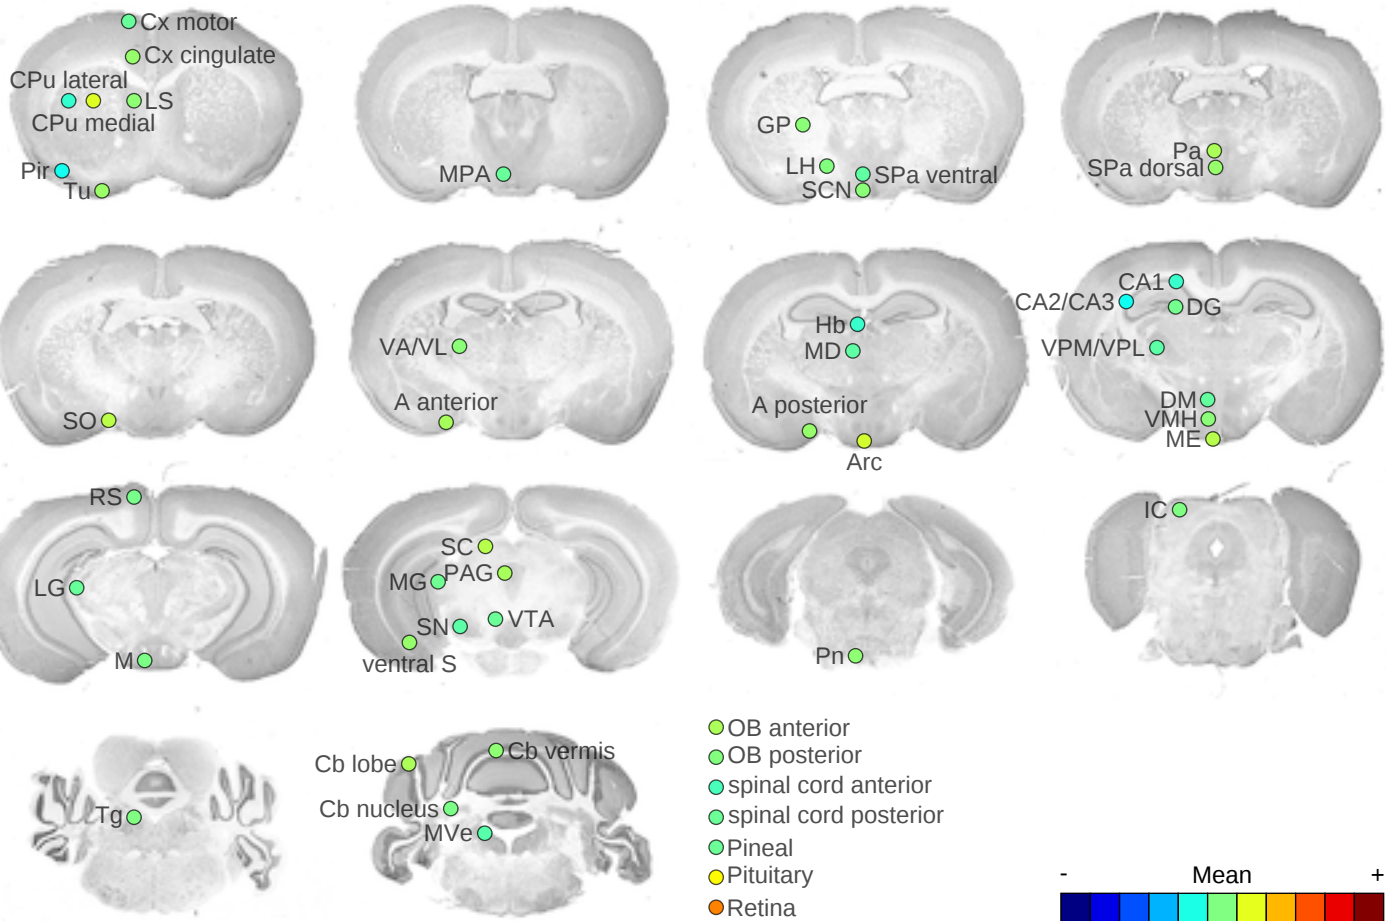 Cx motor
Cx cingulate
CPu lateral
LS
CPu medial
Pir
Tu
MPA
GP
LH
SPa ventral
SCN
Pa
SPa dorsal
SO
VA/VL
A anterior
Hb
MD
A posterior
Arc
CA1
CA2/CA3
DG
VPM/VPL
DM
VMH
ME
RS
LG
M
SC
PAG
MG
SN
VTA
ventral S
Pn
IC
Tg
Cb vermis
Cb lobe
Cb nucleus
MVe
OB anterior
OB posterior
spinal cord anterior
spinal cord posterior
Pineal
Pituitary
Retina
- Mean +